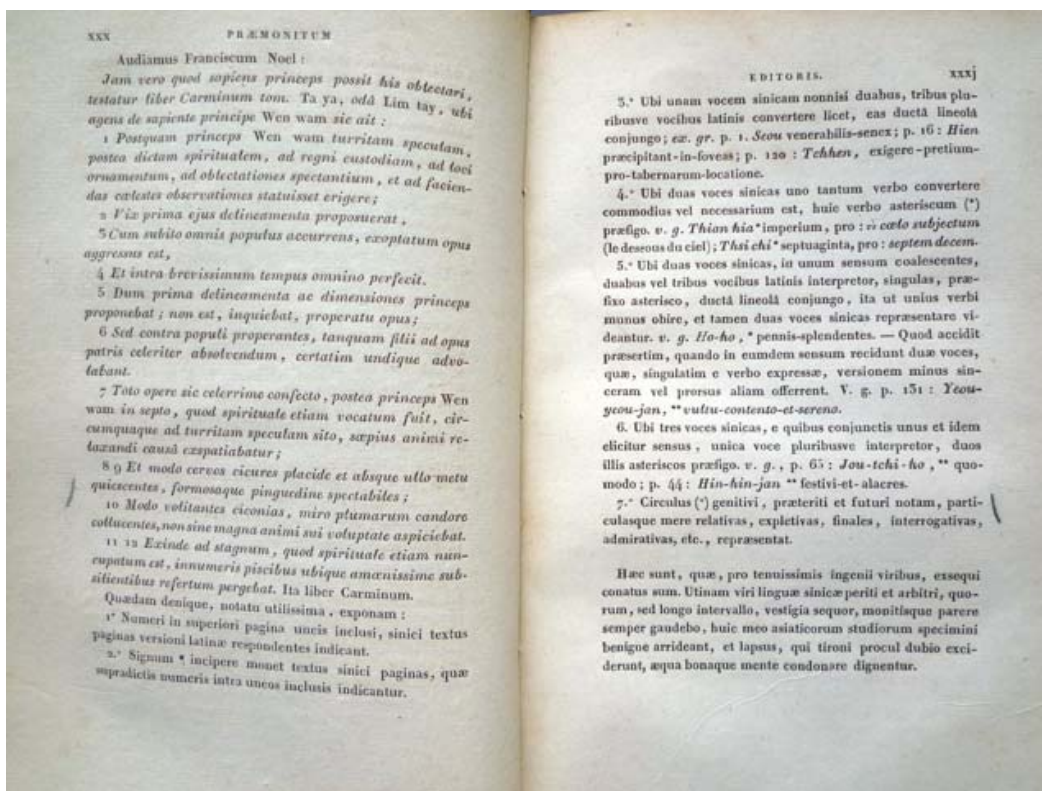 xxx PRÆMONITUM
Audiamus Franciscum Noel :
Jam vero quod sapiens princeps possit his oblectari,
testatur liber Carminum tom. Ta ya, odâ Lim tay, ubi
agens de sapiente principe Wen wam sic ait :
1 Postquam princeps Wen wam turritam speculam,
postea dictam spiritualem, ad regni custodiam, ad loci
ornamentum, ad oblectationes spectantium, et ad facien-
das cælestes observationes statuisset erigere;
2 Vix prima ejus delineamenta proposuerat,
3 Cum subito omnis populus accurrens, exoptatum opus
aggressus est,
4 Et intra brevissimum tempus omnino perfecit.
5 Dum prima delineamenta ac dimensiones princeps
proponebat; non est, inquiebat, properatu opus;
6 Sed contra populi properantes, tanquam filii ad opus
patris celeriter absolvendum, certatim undique advo-
labant.
7 Toto opere sic celerrime confecto, postea princeps Wen
wam in septo, quod spirituale etiam vocatum fuit, cir-
cumquaque ad turritam speculam sito, sæpius animi re-
laxandi causâ exspatiabatur;
8 9 Et modo cervos cicures placide et absque ullo metu
quiescentes, formosaque pinguedine spectabiles;
10 Modo volitantes ciconias, miro plumarum candore
collucentes, non sine magna animi sui voluptate aspiciebat.
11 12 Exinde ad stagnum, quod spirituale etiam nun-
cupatum est, innumeris piscibus ubique amœnissime sub-
silientibus refertum pergebat. Ita liber Carminum.
Quædam denique, notatu utilissima, exponam :
1° Numeri in superiori pagina uncis inclusi, sinici textus
paginas versioni latinæ respondentes indicant.
2.° Signum ¶ incipere monet textus sinici paginas, quæ
supradictis numeris intra uncos inclusis indicantur.
EDITORIS. xxxj
3.° Ubi unam vocem sinicam nonnisi duabus, tribus plu-
ribusve vocibus latinis convertere licet, eas ductâ lineolâ
conjungo; ex. gr. p. 1. Seou venerabilis-senex; p. 16 : Hien
præcipitant-in-foveas; p. 120 : Tchhen, exigere-pretium-
pro-tabernarum-locatione.
4.° Ubi duas voces sinicas uno tantum verbo convertere
commodius vel necessarium est, huic verbo asteriscum (*)
præfigo. v. g. Thian hia * imperium, pro : cœlo subjectum
(le dessous du ciel); Thsi chi * septuaginta, pro : septem decem.
5.° Ubi duas voces sinicas, in unum sensum coalescentes,
duabus vel tribus vocibus latinis interpretor, singulas, præ-
fixo asterisco, ductâ lineolâ conjungo, ita ut unius verbi
munus obire, et tamen duas voces sinicas repræsentare vi-
deantur. v. g. Ho-ho, * pennis-splendentes. — Quod accidit
præsertim, quando in eumdem sensum recidunt duæ voces,
quæ, singulatim e verbo expressæ, versionem minus sin-
ceram vel prorsus aliam offerrent. V. g. p. 131 : Yeou-
yeou-jan, ** vultu-contento-et-sereno.
6. Ubi tres voces sinicas, e quibus conjunctis unus et idem
elicitur sensus, unica voce pluribusve interpretor, duos
illis asteriscos præfigo. v. g., p. 65 : Jou-tchi-ho, ** quo-
modo; p. 44 : Hin-hin-jan ** festivi-et-alacres.
7.° Circulus (°) genitivi, præteriti et futuri notam, parti-
culasque mere relativas, expletivas, finales, interrogativas,
admirativas, etc., repræsentat.
Hæc sunt, quæ, pro tenuissimis ingenii viribus, exsequi
conatus sum. Utinam viri linguæ sinicæ periti et arbitri, quo-
rum, sed longo intervallo, vestigia sequor, monitisque parere
semper gaudebo, huic meo asiaticorum studiorum specimini
benigne arrideant, et lapsus, qui tironi procul dubio exci-
derunt, æqua bonaque mente condonare dignentur.